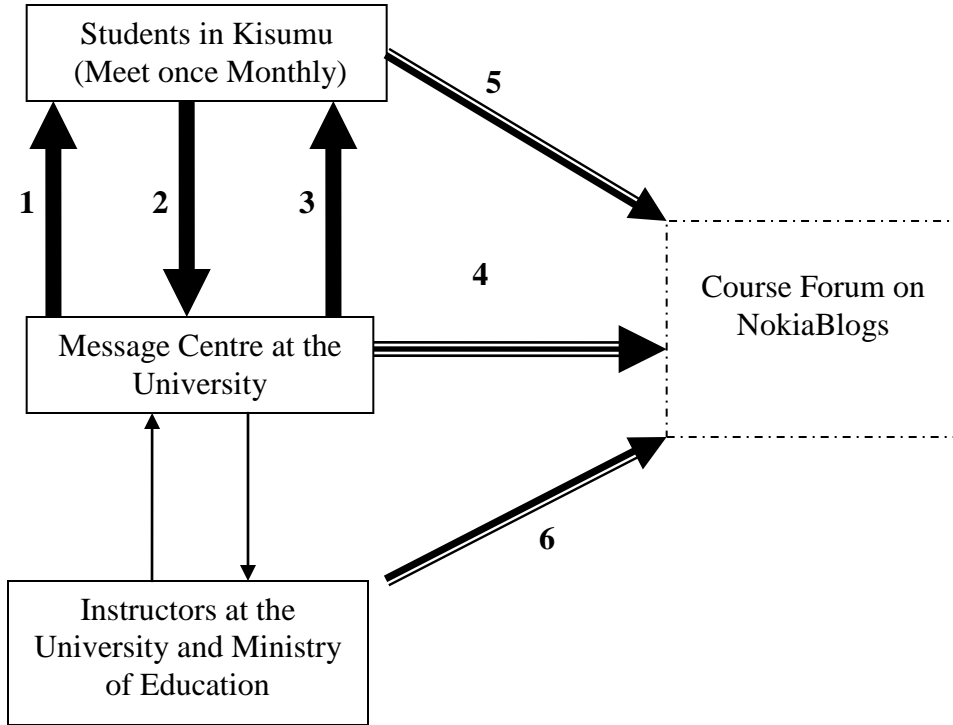 Students in Kisumu
(Meet once Monthly)
5
1
2
3
4
Course Forum on
NokiaBlogs
Message Centre at the
University
6
Instructors at the
University and Ministry
of Education